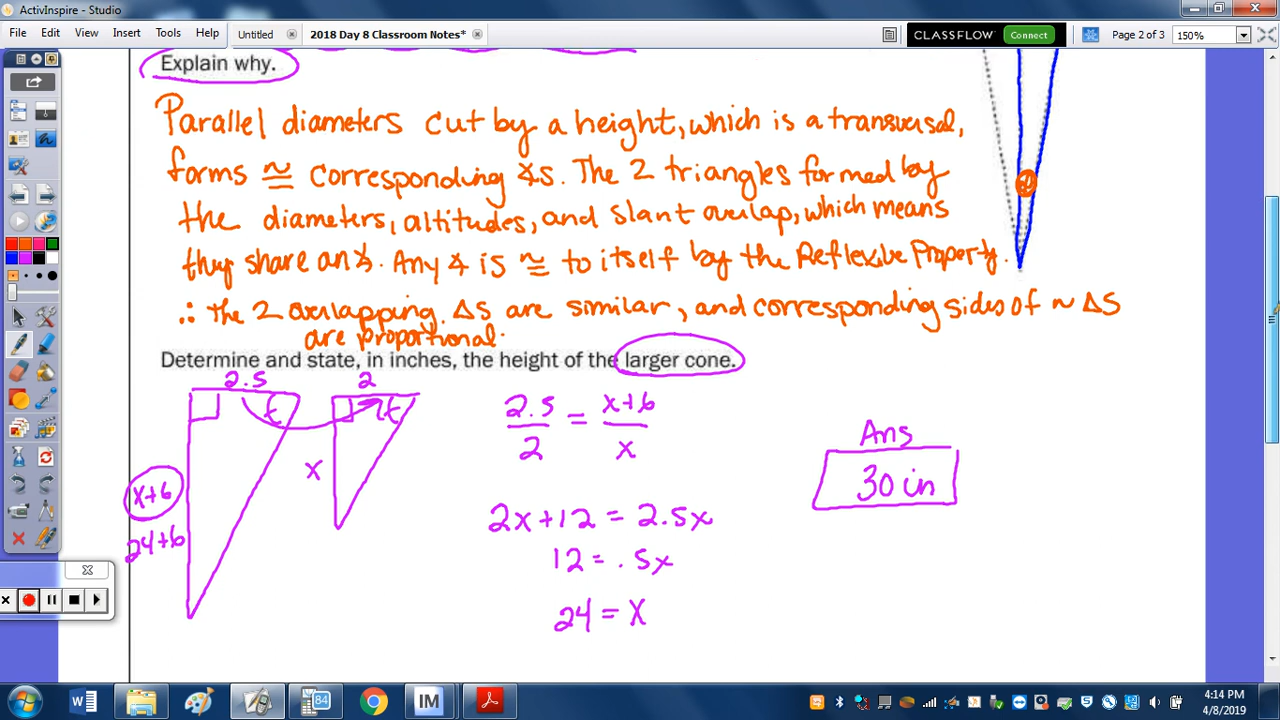 ActivInspire - Studio
File Edit View Insert Tools Help Untitled 2018 Day 8 Classroom Notes* CLASSFLOW Connect Page 2 of 3 150%
Explain why.
Parallel diameters cut by a height, which is a transversal,
forms ≅ corresponding ∡s. The 2 triangles formed by
the diameters, altitudes, and slant overlap, which means
they share an ∡. Any ∡ is ≅ to itself by the Reflexive Property.
∴ the 2 overlapping Δs are similar, and corresponding sides of ~ Δs
are proportional.
Determine and state, in inches, the height of the larger cone.
2.5 2
x+6
24+6
x
2.5/2 = x+6/x
2x+12 = 2.5x
12 = .5x
24 = x
Ans
30 in
W 84 IM
4:14 PM
4/8/2019